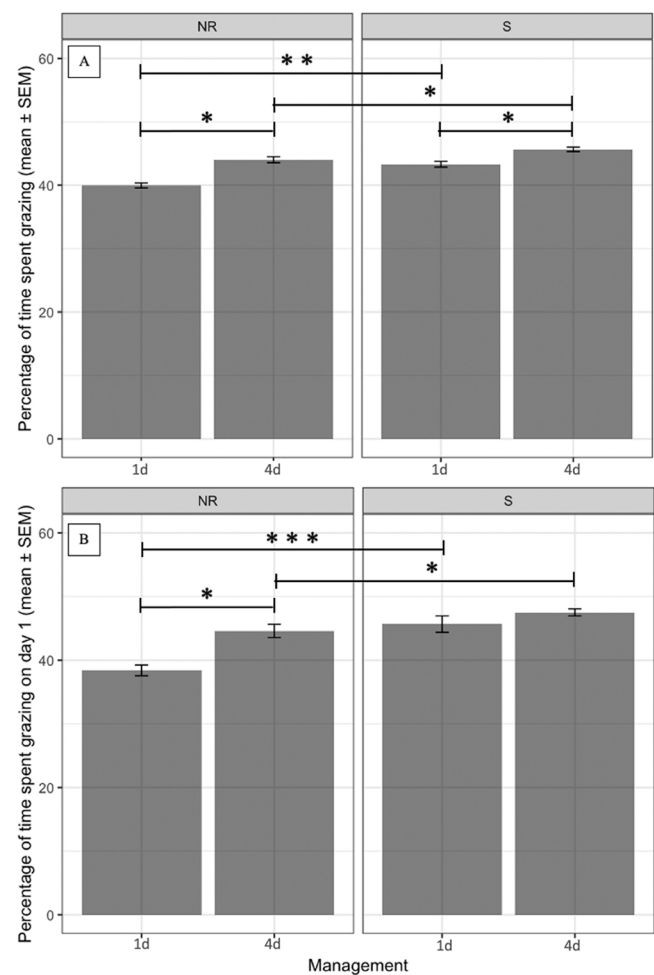 NR S
A
Percentage of time spent grazing (mean ± SEM)
60
40
20
0
* *
*
*
*
1d 4d 1d 4d
NR S
B
Percentage of time spent grazing on day 1 (mean ± SEM)
60
40
20
0
* * *
*
*
1d 4d 1d 4d
Management